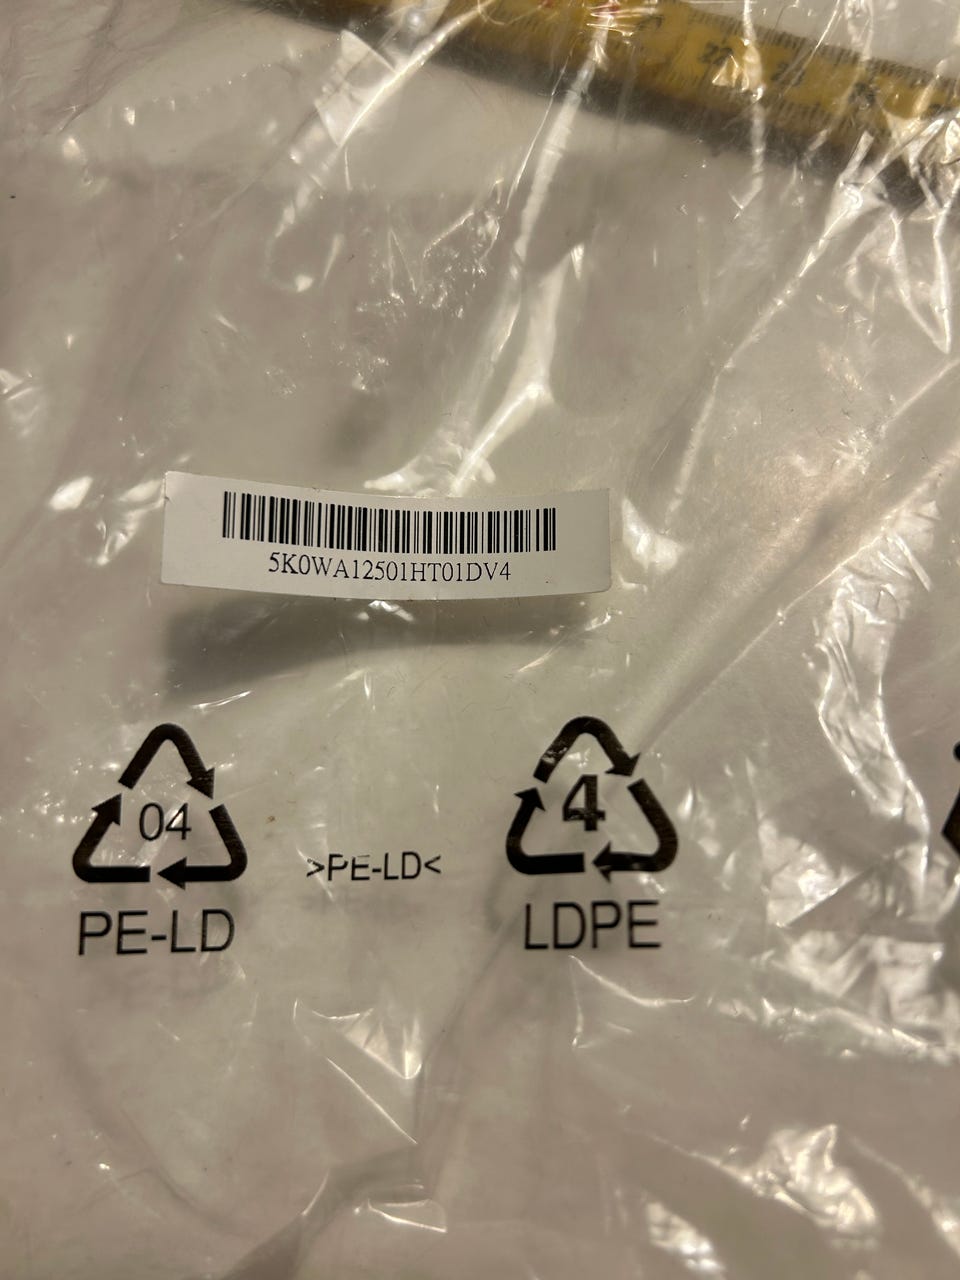 5K0WA12501HT01DV4
04
PE-LD
>PE-LD<
4
LDPE